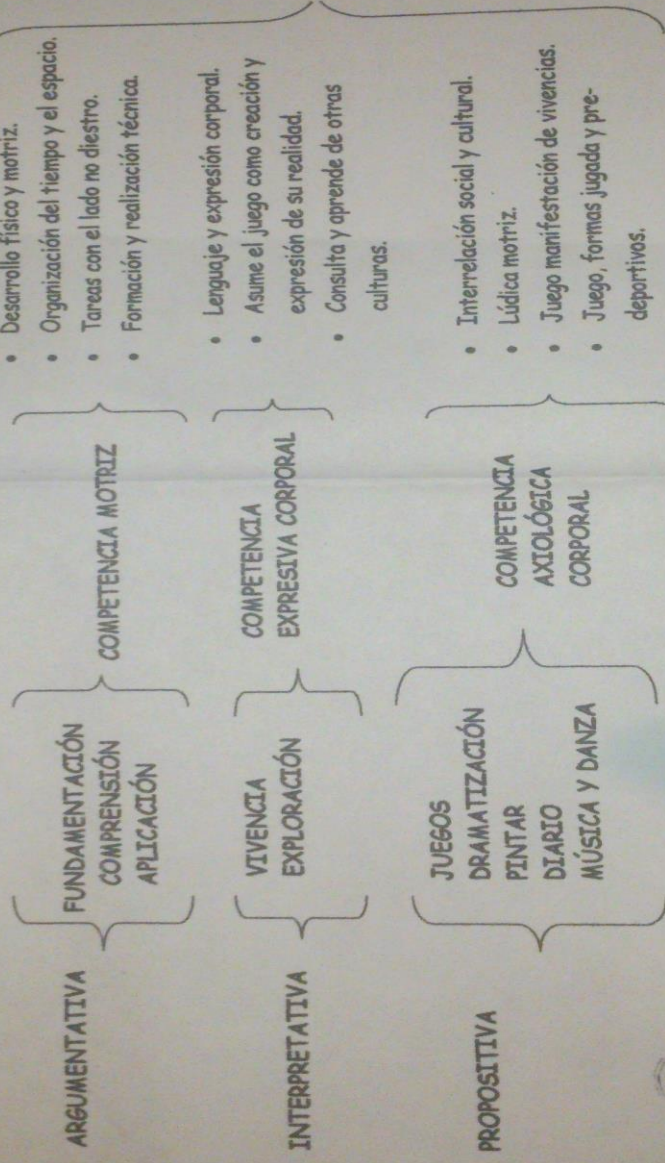 ARGUMENTATIVA
FUNDAMENTACIÓN
COMPRENSIÓN
APLICACIÓN
COMPETENCIA MOTRIZ
• Desarrollo físico y motriz.
• Organización del tiempo y el espacio.
• Tareas con el lado no diestro.
• Formación y realización técnica.
INTERPRETATIVA
VIVENCIA
EXPLORACIÓN
COMPETENCIA
EXPRESIVA CORPORAL
• Lenguaje y expresión corporal.
• Asume el juego como creación y
expresión de su realidad.
• Consulta y aprende de otras
culturas.
PROPOSITIVA
JUEGOS
DRAMATIZACIÓN
PINTAR
DIARIO
MÚSICA Y DANZA
COMPETENCIA
AXIOLÓGICA
CORPORAL
• Interrelación social y cultural.
• Lúdica motriz.
• Juego manifestación de vivencias.
• Juego, formas jugada y pre-
deportivos.